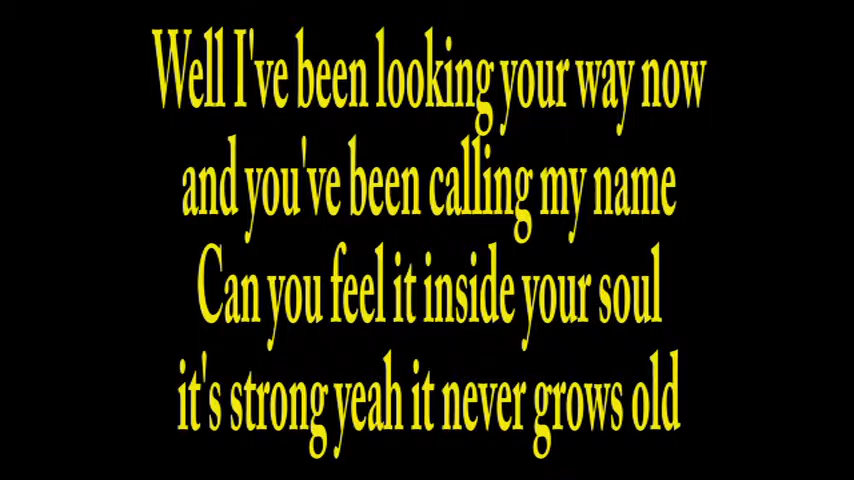 Well I've been looking your way now
and you've been calling my name
Can you feel it inside your soul
it's strong yeah it never grows old